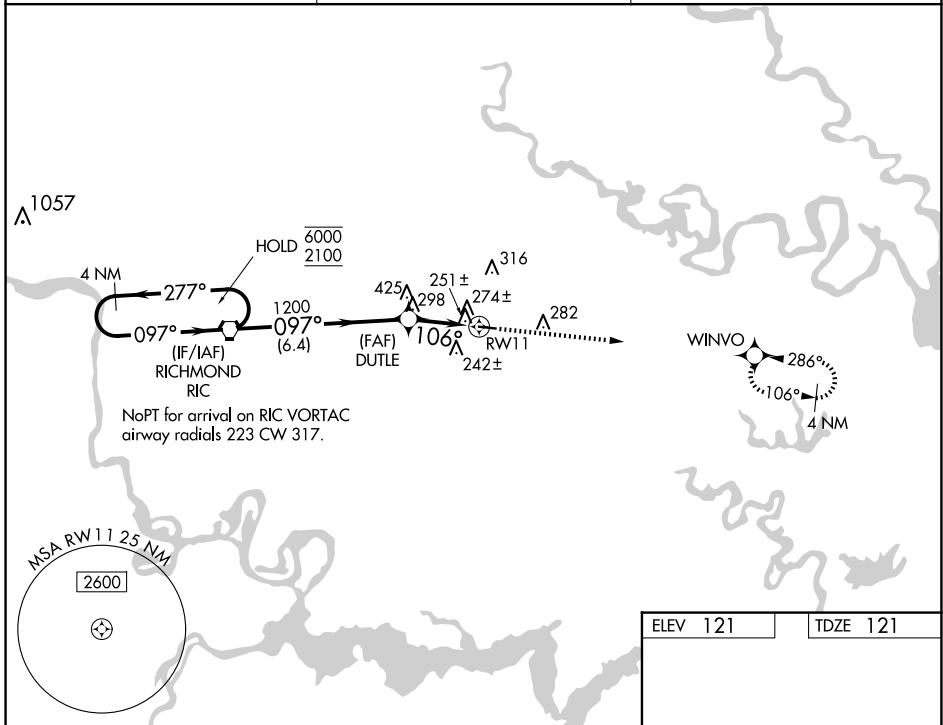 1057
HOLD 6000
2100
4 NM
277°
097°
1200
097°
(6.4)
(IF/IAF)
RICHMOND
RIC
NoPT for arrival on RIC VORTAC
airway radials 223 CW 317.
425
298
251±
274±
316
282
(FAF)
DUTLE
106°
RW11
242±
WINVO
286°
106°
4 NM
MSA RW11 25 NM
2600
ELEV 121
TDZE 121